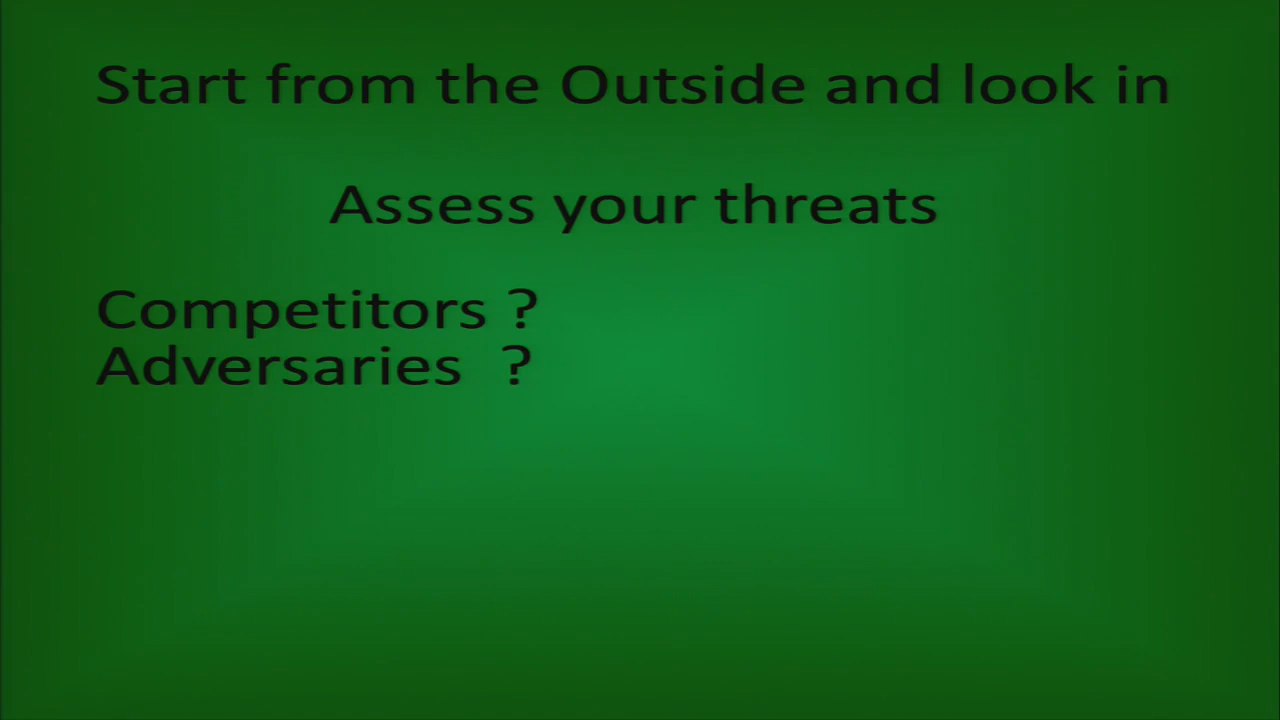 Start from the Outside and look in
Assess your threats
Competitors ?
Adversaries ?